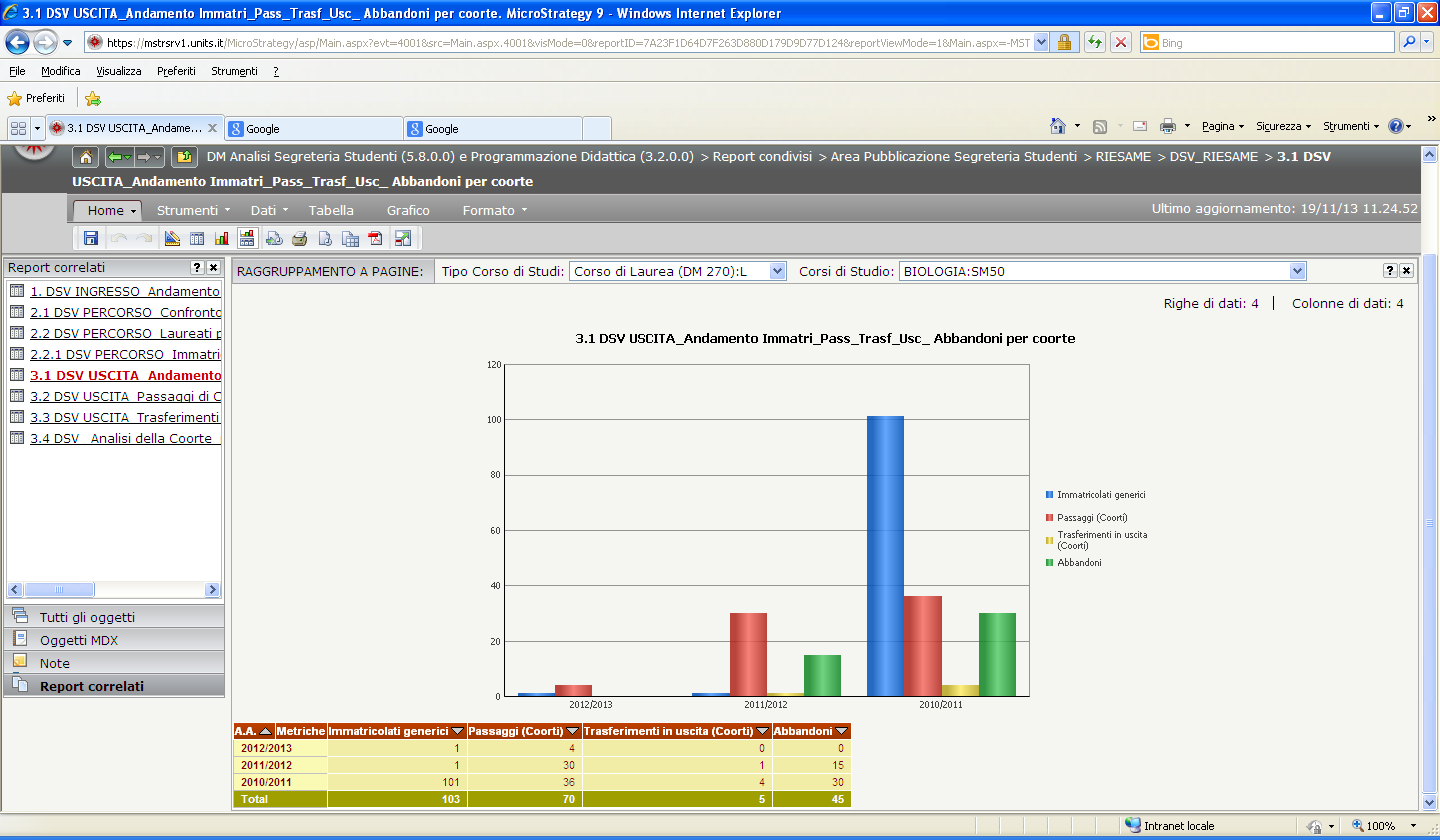 3.1 DSV USCITA_Andamento Immatri_Pass_Trasf_Usc_ Abbandoni per coorte. MicroStrategy 9 - Windows Internet Explorer
https://mstrsrv1.units.it/MicroStrategy/asp/Main.aspx?evt=4001&src=Main.aspx.4001&visMode=0&reportID=7A23F1D64D7F263D880D179D9D77D124&reportViewMode=1&Main.aspx=-MST
Bing
File Modifica Visualizza Preferiti Strumenti ?
Preferiti
3.1 DSV USCITA_Andame... Google Google
Pagina Sicurezza Strumenti
DM Analisi Segreteria Studenti (5.8.0.0) e Programmazione Didattica (3.2.0.0) > Report condivisi > Area Pubblicazione Segreteria Studenti > RIESAME > DSV_RIESAME > 3.1 DSV
USCITA_Andamento Immatri_Pass_Trasf_Usc_ Abbandoni per coorte
Home Strumenti Dati Tabella Grafico Formato Ultimo aggiornamento: 19/11/13 11.24.52
Report correlati
RAGGRUPPAMENTO A PAGINE: Tipo Corso di Studi: Corso di Laurea (DM 270):L Corsi di Studio: BIOLOGIA:SM50
1. DSV INGRESSO_Andamento
2.1 DSV PERCORSO_Confronto
2.2 DSV PERCORSO_Laureati p
2.2.1 DSV PERCORSO_Immatri
3.1 DSV USCITA_Andamento
3.2 DSV USCITA_Passaggi di C
3.3 DSV USCITA_Trasferimenti
3.4 DSV_ Analisi della Coorte
Tutti gli oggetti
Oggetti MDX
Note
Report correlati
Righe di dati: 4 | Colonne di dati: 4
3.1 DSV USCITA_Andamento Immatri_Pass_Trasf_Usc_ Abbandoni per coorte
120
100
80
60
40
20
0
2012/2013 2011/2012 2010/2011
Immatricolati generici
Passaggi (Coorti)
Trasferimenti in uscita
(Coorti)
Abbandoni
A.A. Metriche Immatricolati generici Passaggi (Coorti) Trasferimenti in uscita (Coorti) Abbandoni
2012/2013 1 4 0 0
2011/2012 1 30 1 15
2010/2011 101 36 4 30
Total 103 70 5 45
Intranet locale 100%